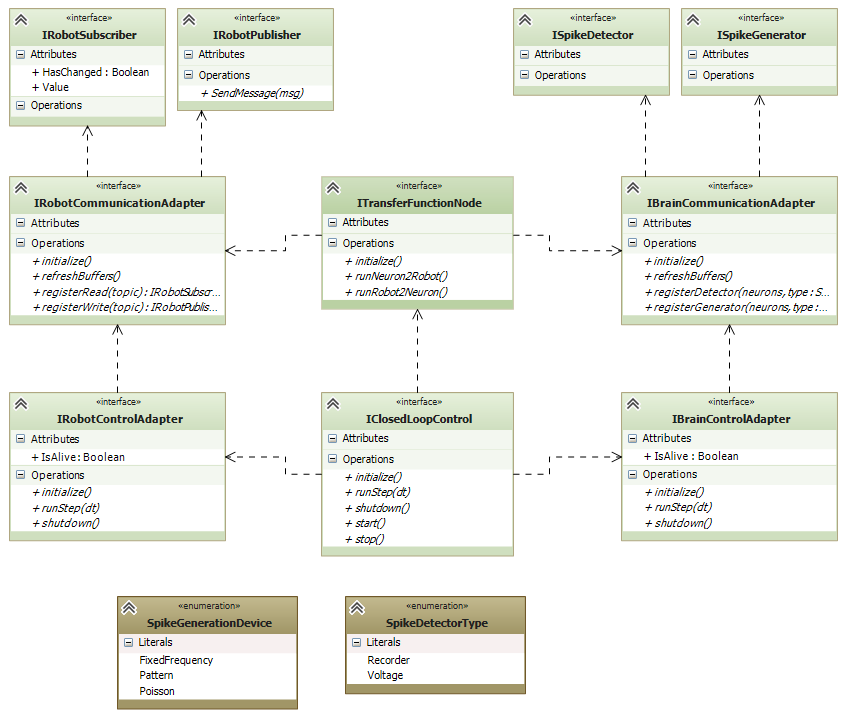 «interface»
IRobotSubscriber
Attributes
+ HasChanged : Boolean
+ Value
Operations
«interface»
IRobotPublisher
Attributes
Operations
+ SendMessage(msg)
«interface»
ISpikeDetector
Attributes
Operations
«interface»
ISpikeGenerator
Attributes
Operations
«interface»
IRobotCommunicationAdapter
Attributes
Operations
+ initialize()
+ refreshBuffers()
+ registerRead(topic) : IRobotSubscr...
+ registerWrite(topic) : IRobotPublis...
«interface»
ITransferFunctionNode
Attributes
Operations
+ initialize()
+ runNeuron2Robot()
+ runRobot2Neuron()
«interface»
IBrainCommunicationAdapter
Attributes
Operations
+ initialize()
+ refreshBuffers()
+ registerDetector(neurons,type : S...
+ registerGenerator(neurons,type : ...
«interface»
IRobotControlAdapter
Attributes
+ IsAlive : Boolean
Operations
+ initialize()
+ runStep(dt)
+ shutdown()
«interface»
IClosedLoopControl
Attributes
Operations
+ initialize()
+ runStep(dt)
+ shutdown()
+ start()
+ stop()
«interface»
IBrainControlAdapter
Attributes
+ IsAlive : Boolean
Operations
+ initialize()
+ runStep(dt)
+ shutdown()
«enumeration»
SpikeGenerationDevice
Literals
FixedFrequency
Pattern
Poisson
«enumeration»
SpikeDetectorType
Literals
Recorder
Voltage